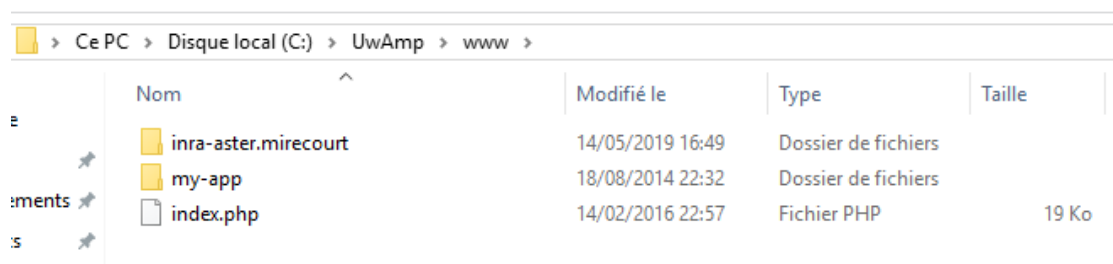 Ce PC > Disque local (C:) > UwAmp > www >
Nom Modifié le Type Taille
inra-aster.mirecourt 14/05/2019 16:49 Dossier de fichiers
my-app 18/08/2014 22:32 Dossier de fichiers
ements index.php 14/02/2016 22:57 Fichier PHP 19 Ko